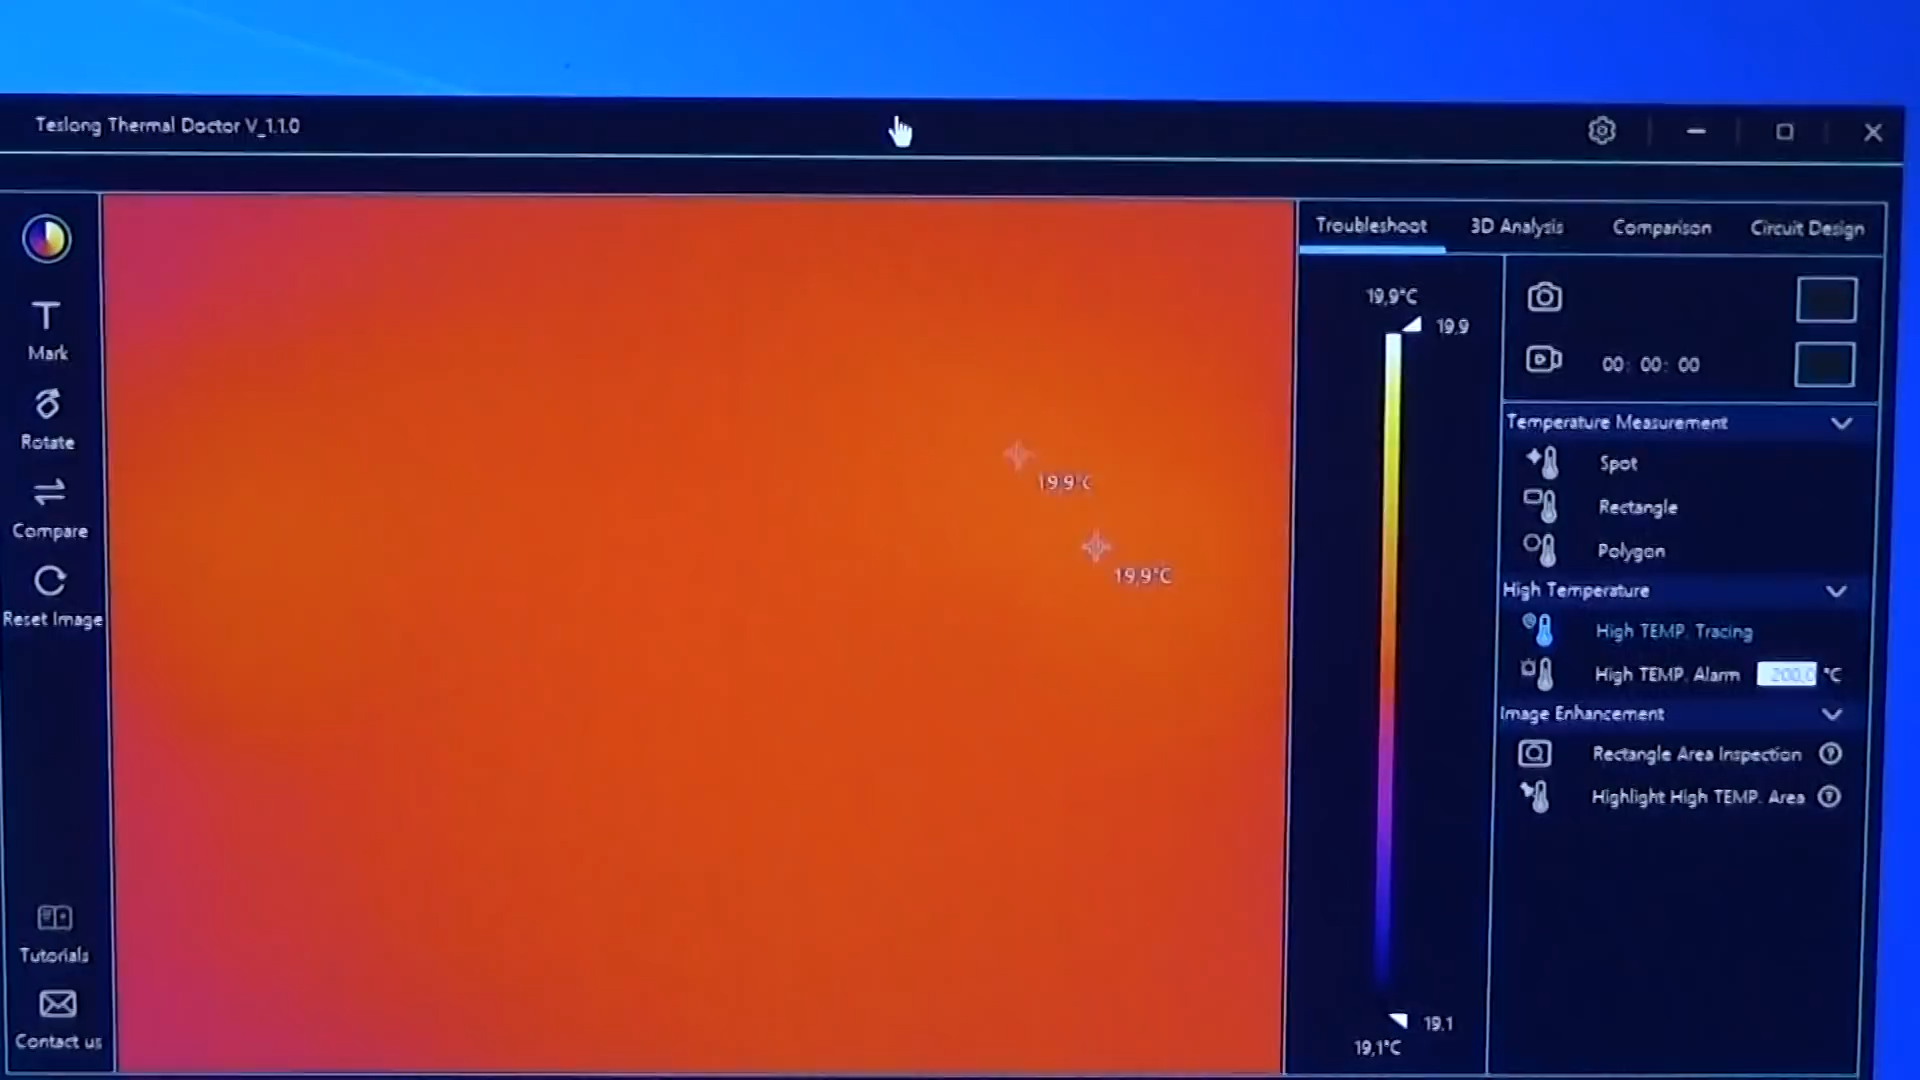 Teslong Thermal Doctor V_1.1.0
Mark
Rotate
Compare
Reset Image
Tutorials
Contact us
19,9°C
19,9°C
Troubleshoot
3D Analysis
Comparison
Circuit Design
19,9°C
19,9
19.1
19,1°C
00: 00: 00
Temperature Measurement
Spot
Rectangle
Polygon
High Temperature
High TEMP. Tracing
High TEMP. Alarm 200,0 °C
Image Enhancement
Rectangle Area Inspection
Highlight High TEMP. Area